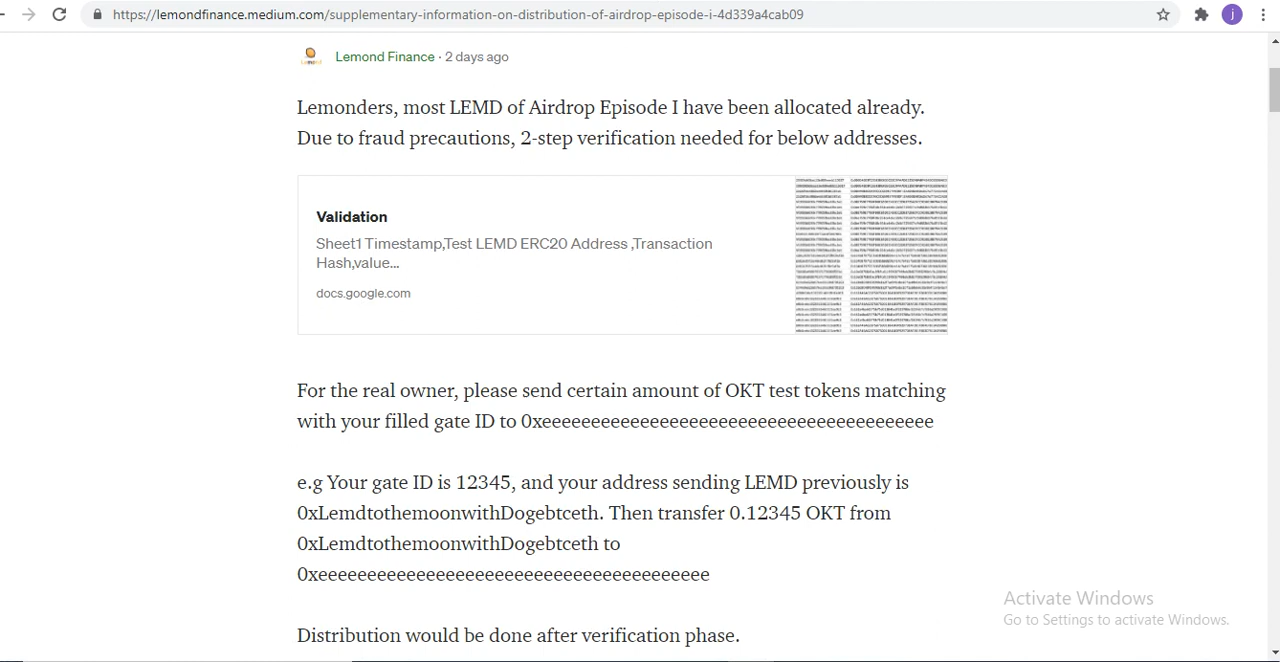 https://lemondfinance.medium.com/supplementary-information-on-distribution-of-airdrop-episode-i-4d339a4cab09
j
Lemond Finance · 2 days ago
Lemonders, most LEMD of Airdrop Episode I have been allocated already.
Due to fraud precautions, 2-step verification needed for below addresses.
Validation
Sheet1 Timestamp,Test LEMD ERC20 Address ,Transaction
Hash,value...
docs.google.com
For the real owner, please send certain amount of OKT test tokens matching
with your filled gate ID to 0xeeeeeeeeeeeeeeeeeeeeeeeeeeeeeeeeeeeeeeee
e.g Your gate ID is 12345, and your address sending LEMD previously is
0xLemdtothemoonwithDogebtceth. Then transfer 0.12345 OKT from
0xLemdtothemoonwithDogebtceth to
0xeeeeeeeeeeeeeeeeeeeeeeeeeeeeeeeeeeeeeeee
Distribution would be done after verification phase.
Activate Windows
Go to Settings to activate Windows.